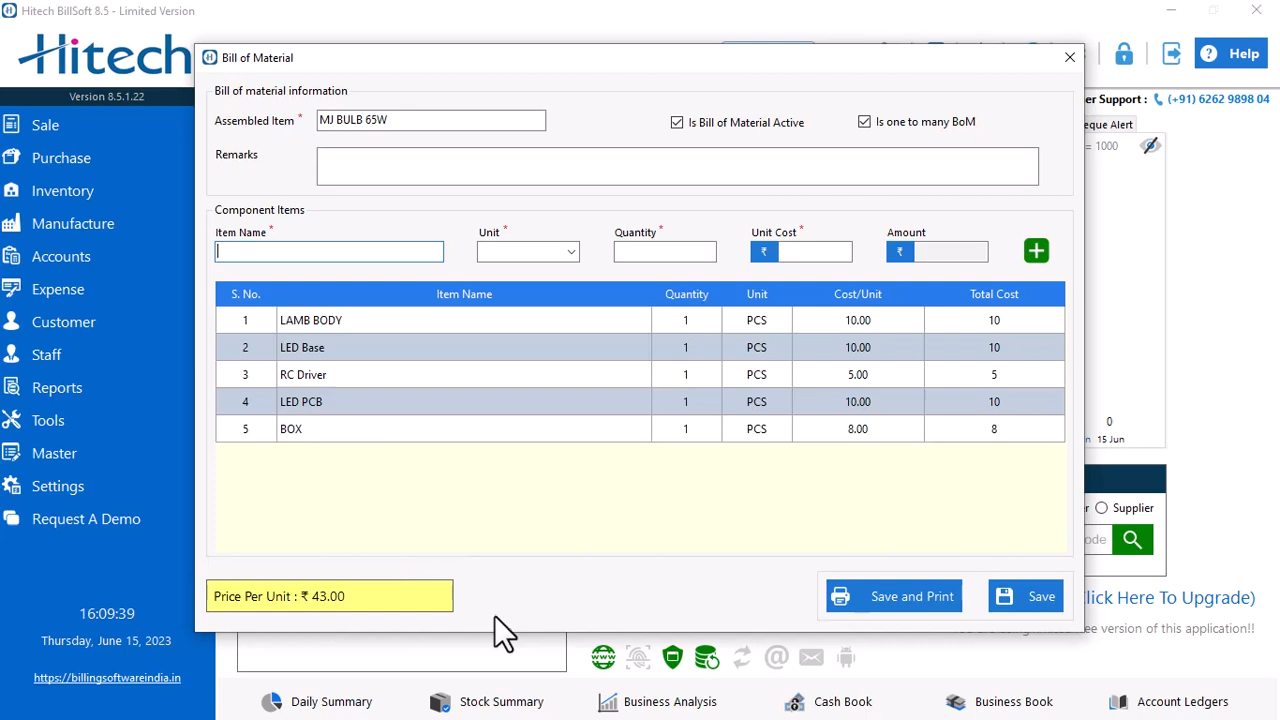 Hitech BillSoft 8.5 - Limited Version
Hitech
Version 8.5.1.22
Help
er Support : (+91) 6262 9898 04
eque Alert
= 1000
Sale
Purchase
Inventory
Manufacture
Accounts
Expense
Customer
Staff
Reports
Tools
Master
Settings
Request A Demo
16:09:39
Thursday, June 15, 2023
https://billingsoftwareindia.in
Bill of Material
Bill of material information
Assembled Item * MJ BULB 65W
Is Bill of Material Active
Is one to many BoM
Remarks
Component Items
Item Name * Unit * Quantity * Unit Cost * Amount
₹ ₹
S. No. Item Name Quantity Unit Cost/Unit Total Cost
1 LAMB BODY 1 PCS 10.00 10
2 LED Base 1 PCS 10.00 10
3 RC Driver 1 PCS 5.00 5
4 LED PCB 1 PCS 10.00 10
5 BOX 1 PCS 8.00 8
Price Per Unit : ₹ 43.00
Save and Print
Save
0
15 Jun
Supplier
ode
lick Here To Upgrade)
ee version of this application!!
Daily Summary
Stock Summary
Business Analysis
Cash Book
Business Book
Account Ledgers